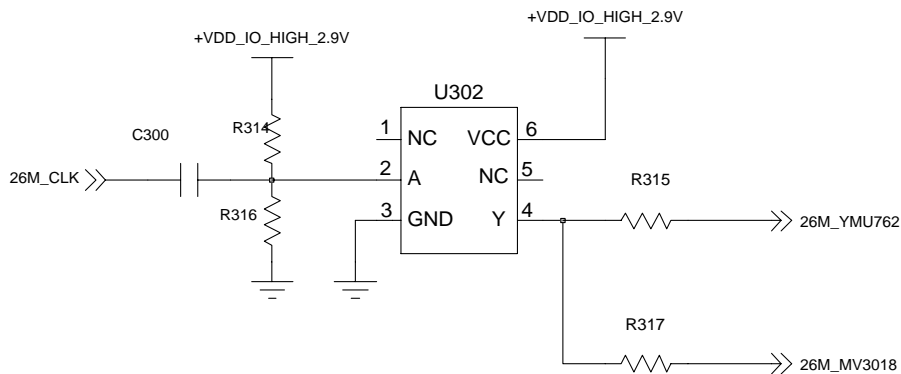 +VDD_IO_HIGH_2.9V
+VDD_IO_HIGH_2.9V
U302
C300
R314
1 NC VCC 6
26M_CLK
2 A NC 5
R315
R316
3 GND Y 4
26M_YMU762
R317
26M_MV3018